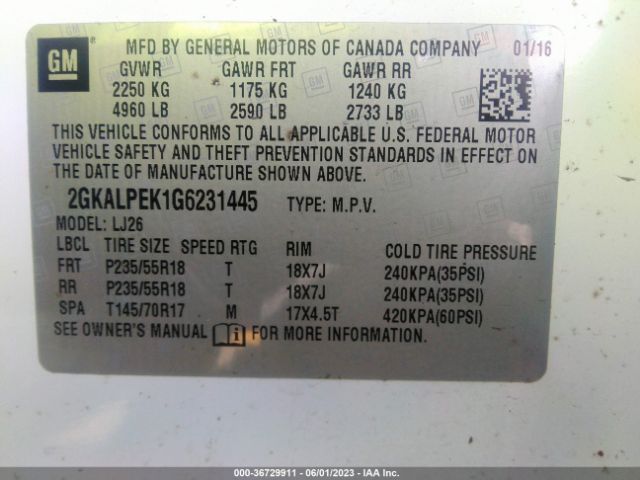 GM MFD BY GENERAL MOTORS OF CANADA COMPANY 01/16
GVWR GAWR FRT GAWR RR
2250 KG 1175 KG 1240 KG
4960 LB 2590 LB 2733 LB
THIS VEHICLE CONFORMS TO ALL APPLICABLE U.S. FEDERAL MOTOR
VEHICLE SAFETY AND THEFT PREVENTION STANDARDS IN EFFECT ON
THE DATE OF MANUFACTURE SHOWN ABOVE.
2GKALPEK1G6231445 TYPE: M.P.V.
MODEL: LJ26
LBCL TIRE SIZE SPEED RTG RIM COLD TIRE PRESSURE
FRT P235/55R18 T 18X7J 240KPA(35PSI)
RR P235/55R18 T 18X7J 240KPA(35PSI)
SPA T145/70R17 M 17X4.5T 420KPA(60PSI)
SEE OWNER'S MANUAL i FOR MORE INFORMATION.
000-36729911 - 06/01/2023 - IAA Inc.